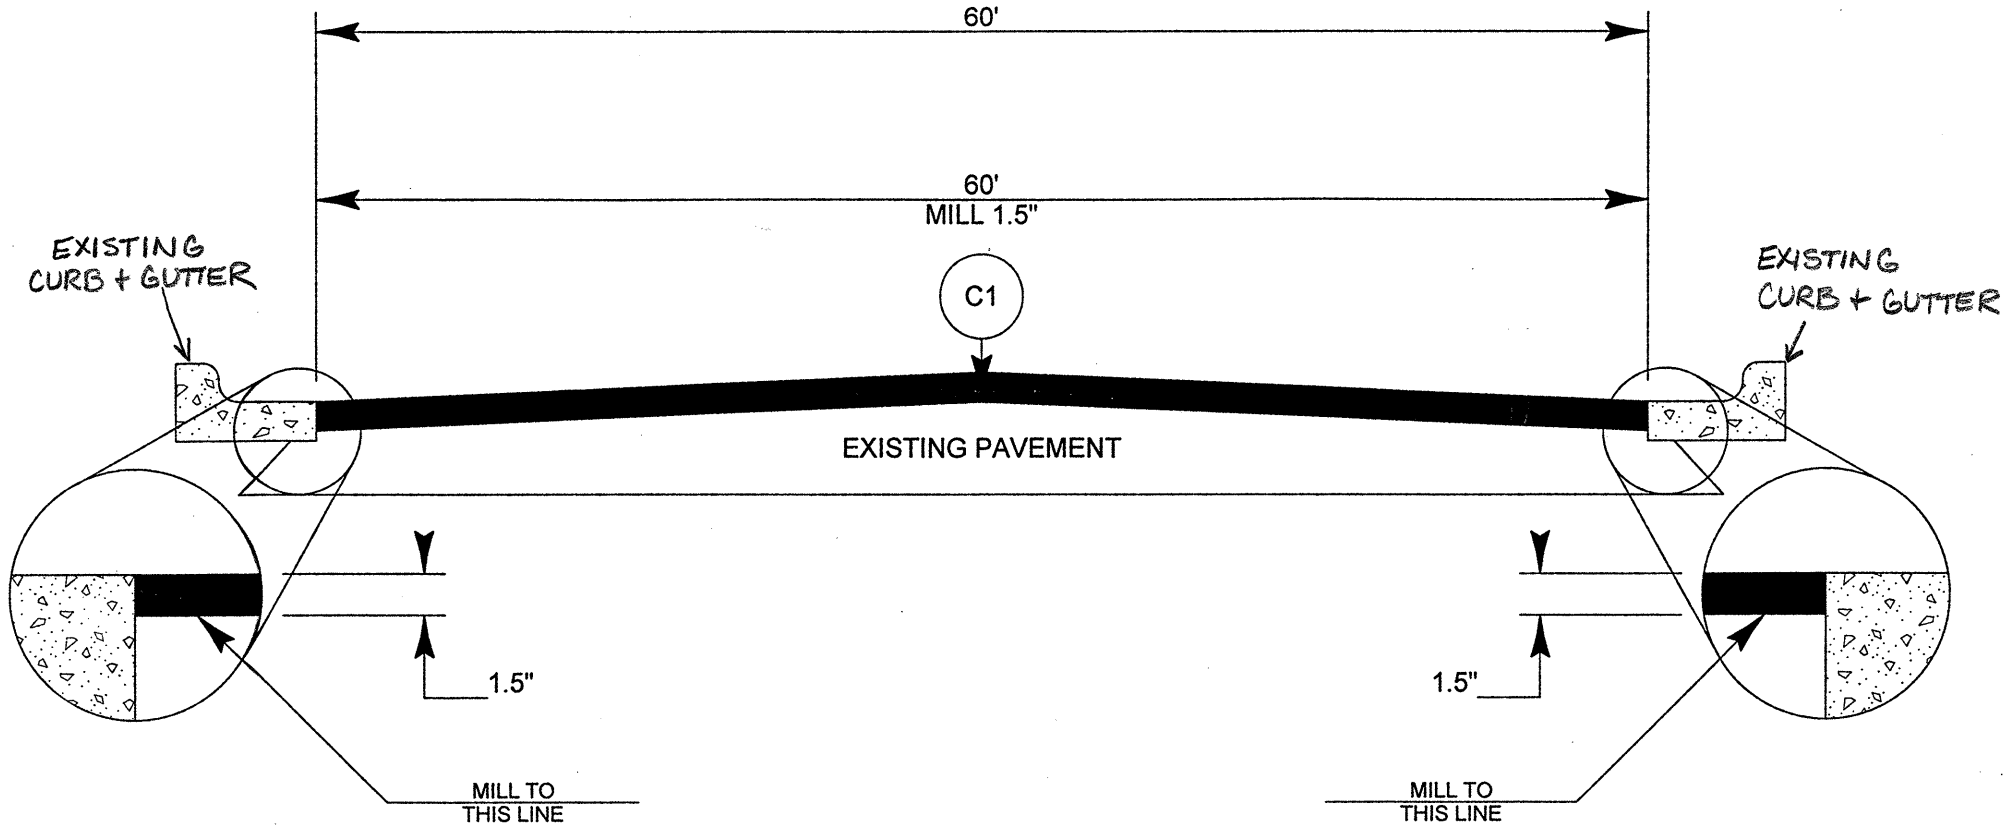 60'
60'
MILL 1.5"
EXISTING
CURB + GUTTER
EXISTING
CURB + GUTTER
C1
EXISTING PAVEMENT
1.5"
1.5"
MILL TO
THIS LINE
MILL TO
THIS LINE